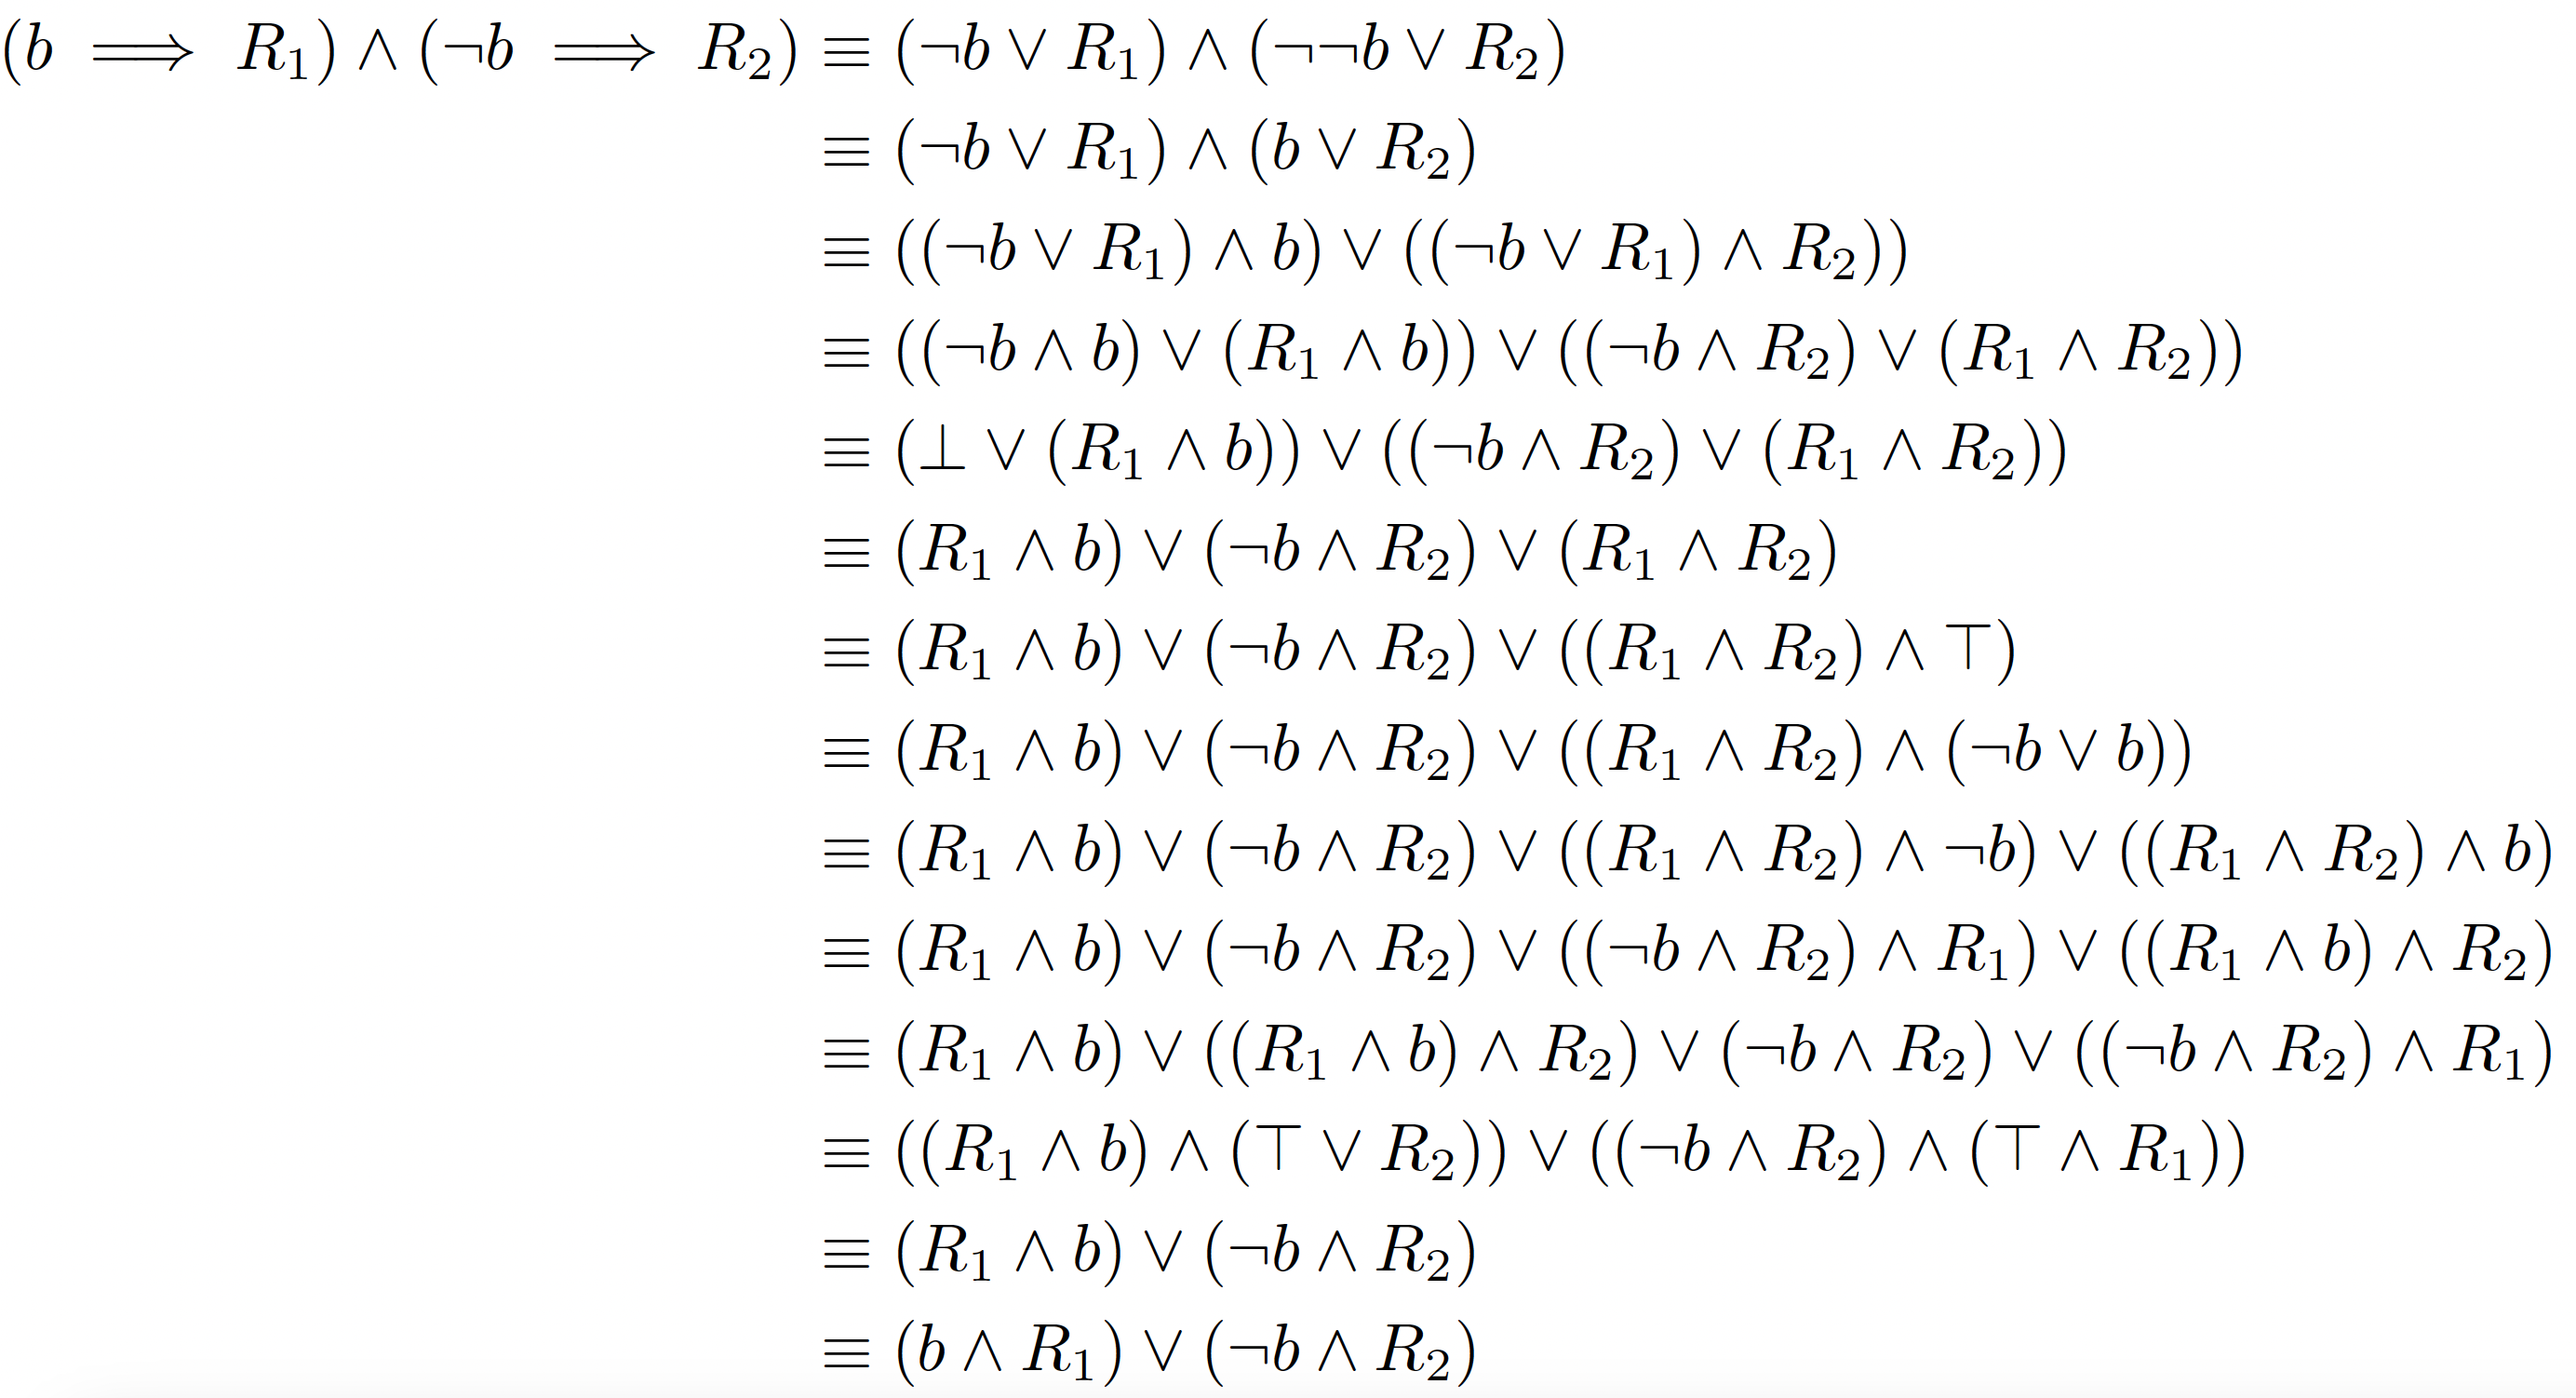 (b ⟹ R₁) ∧ (¬b ⟹ R₂) ≡ (¬b ∨ R₁) ∧ (¬¬b ∨ R₂)
≡ (¬b ∨ R₁) ∧ (b ∨ R₂)
≡ ((¬b ∨ R₁) ∧ b) ∨ ((¬b ∨ R₁) ∧ R₂))
≡ ((¬b ∧ b) ∨ (R₁ ∧ b)) ∨ ((¬b ∧ R₂) ∨ (R₁ ∧ R₂))
≡ (⊥ ∨ (R₁ ∧ b)) ∨ ((¬b ∧ R₂) ∨ (R₁ ∧ R₂))
≡ (R₁ ∧ b) ∨ (¬b ∧ R₂) ∨ (R₁ ∧ R₂)
≡ (R₁ ∧ b) ∨ (¬b ∧ R₂) ∨ ((R₁ ∧ R₂) ∧ ⊤)
≡ (R₁ ∧ b) ∨ (¬b ∧ R₂) ∨ ((R₁ ∧ R₂) ∧ (¬b ∨ b))
≡ (R₁ ∧ b) ∨ (¬b ∧ R₂) ∨ ((R₁ ∧ R₂) ∧ ¬b) ∨ ((R₁ ∧ R₂) ∧ b)
≡ (R₁ ∧ b) ∨ (¬b ∧ R₂) ∨ ((¬b ∧ R₂) ∧ R₁) ∨ ((R₁ ∧ b) ∧ R₂)
≡ (R₁ ∧ b) ∨ ((R₁ ∧ b) ∧ R₂) ∨ (¬b ∧ R₂) ∨ ((¬b ∧ R₂) ∧ R₁)
≡ ((R₁ ∧ b) ∧ (⊤ ∨ R₂)) ∨ ((¬b ∧ R₂) ∧ (⊤ ∧ R₁))
≡ (R₁ ∧ b) ∨ (¬b ∧ R₂)
≡ (b ∧ R₁) ∨ (¬b ∧ R₂)